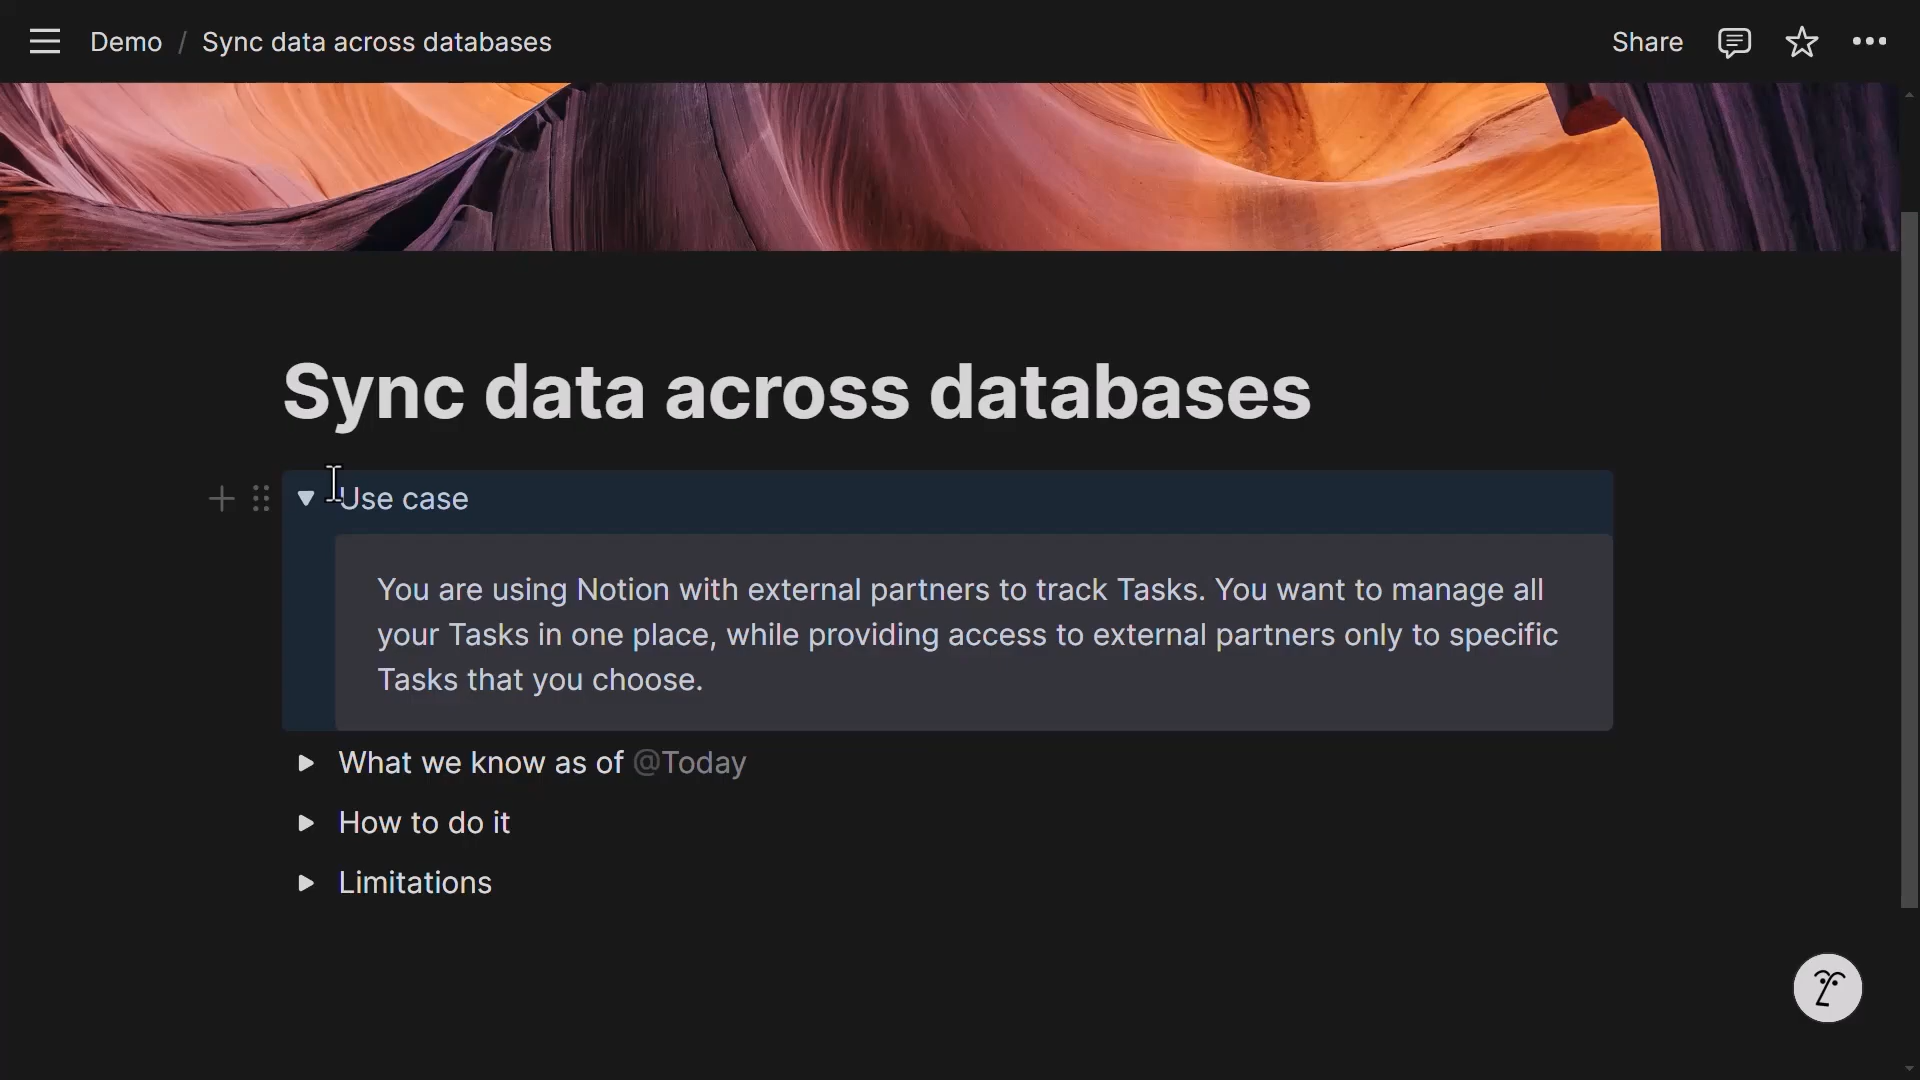 Demo / Sync data across databases
Share
Sync data across databases
Use case
You are using Notion with external partners to track Tasks. You want to manage all
your Tasks in one place, while providing access to external partners only to specific
Tasks that you choose.
What we know as of @Today
How to do it
Limitations